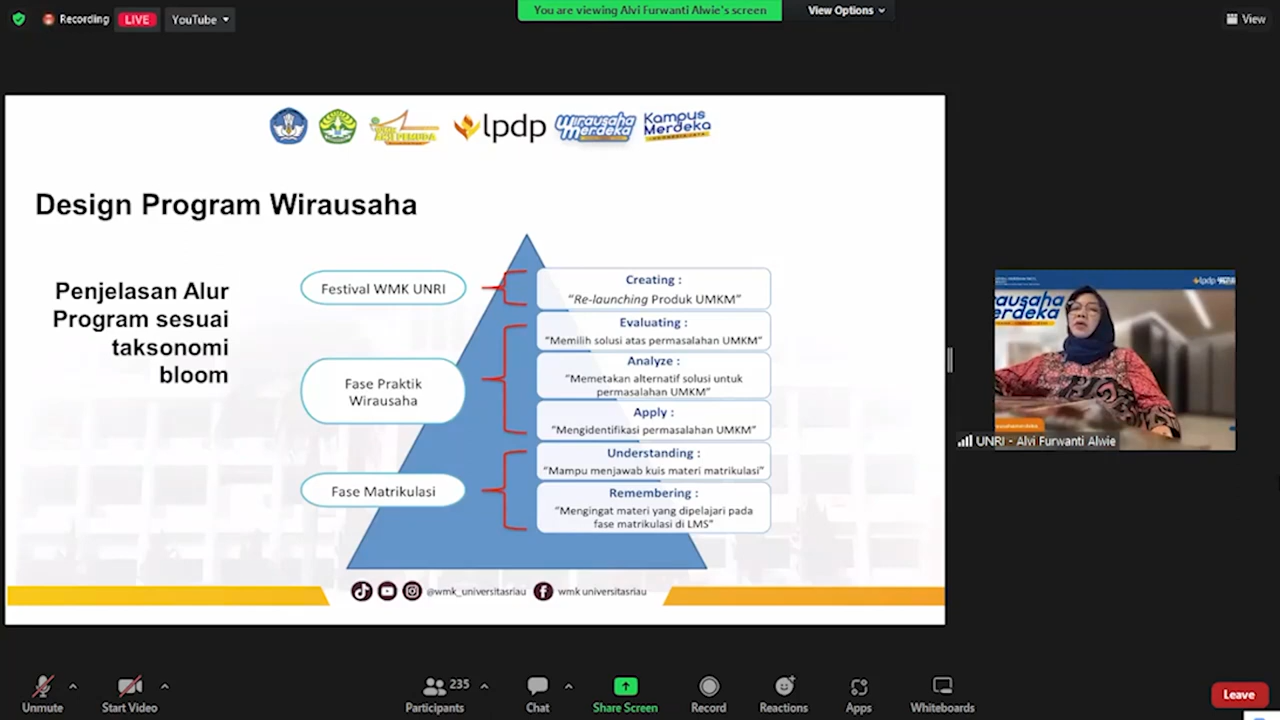 Recording
LIVE
YouTube
You are viewing Alvi Furwanti Alwie's screen
View Options
View
lpdp
Wirausaha
Merdeka
Kampus
Merdeka
Design Program Wirausaha
Penjelasan Alur
Program sesuai
taksonomi
bloom
Festival WMK UNRI
Fase Praktik
Wirausaha
Fase Matrikulasi
Creating :
“Re-launching Produk UMKM”
Evaluating :
“Memilih solusi atas permasalahan UMKM”
Analyze :
“Memetakan alternatif solusi untuk
permasalahan UMKM”
Apply :
“Mengidentifikasi permasalahan UMKM”
Understanding :
“Mampu menjawab kuis materi matrikulasi”
Remembering :
“Mengingat materi yang dipelajari pada
fase matrikulasi di LMS”
@wmk_universitasriau
wmk universitasriau
lpdp
rausaha
erdeka
UNRI - Alvi Furwanti Alwie
Unmute
Start Video
Participants
235
Chat
Share Screen
Record
Reactions
Apps
Whiteboards
Leave